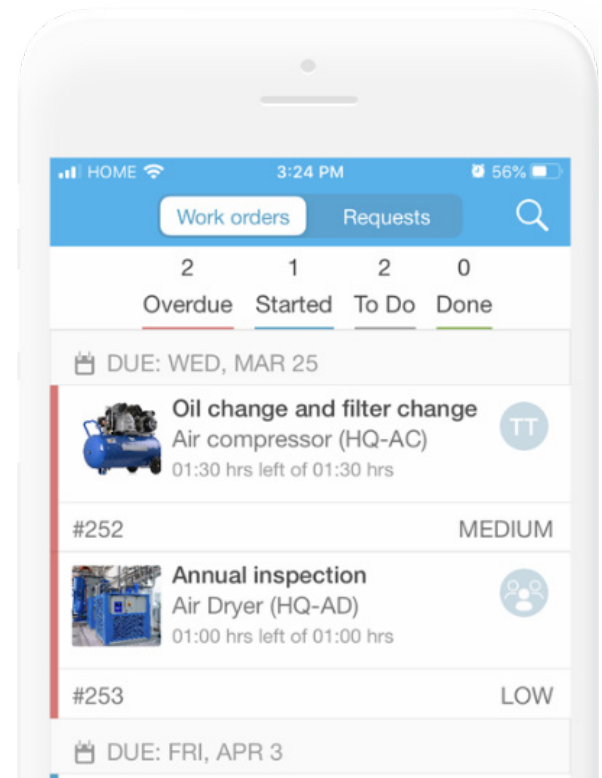 HOME 3:24 PM 56%
Work orders Requests
2 1 2 0
Overdue Started To Do Done
DUE: WED, MAR 25
Oil change and filter change
Air compressor (HQ-AC)
TT
01:30 hrs left of 01:30 hrs
#252 MEDIUM
Annual inspection
Air Dryer (HQ-AD)
01:00 hrs left of 01:00 hrs
#253 LOW
DUE: FRI, APR 3